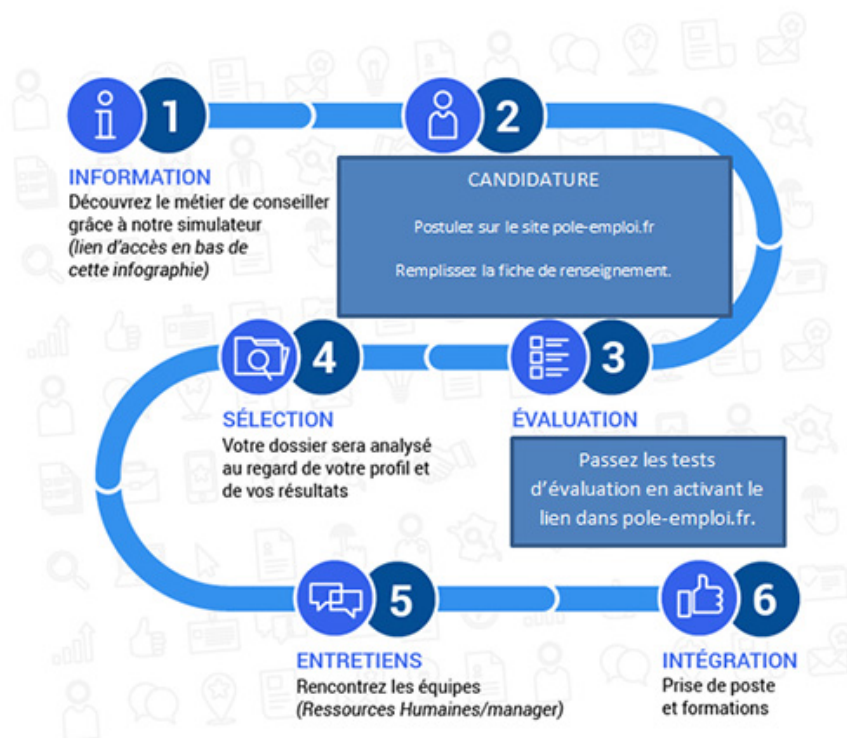 1
INFORMATION
Découvrez le métier de conseiller
grâce à notre simulateur
(lien d'accès en bas de
cette infographie)
2
CANDIDATURE
Postulez sur le site pole-emploi.fr
Remplissez la fiche de renseignement.
3
ÉVALUATION
Passez les tests
d'évaluation en activant le
lien dans pole-emploi.fr.
4
SÉLECTION
Votre dossier sera analysé
au regard de votre profil et
de vos résultats
5
ENTRETIENS
Rencontrez les équipes
(Ressources Humaines/manager)
6
INTÉGRATION
Prise de poste
et formations